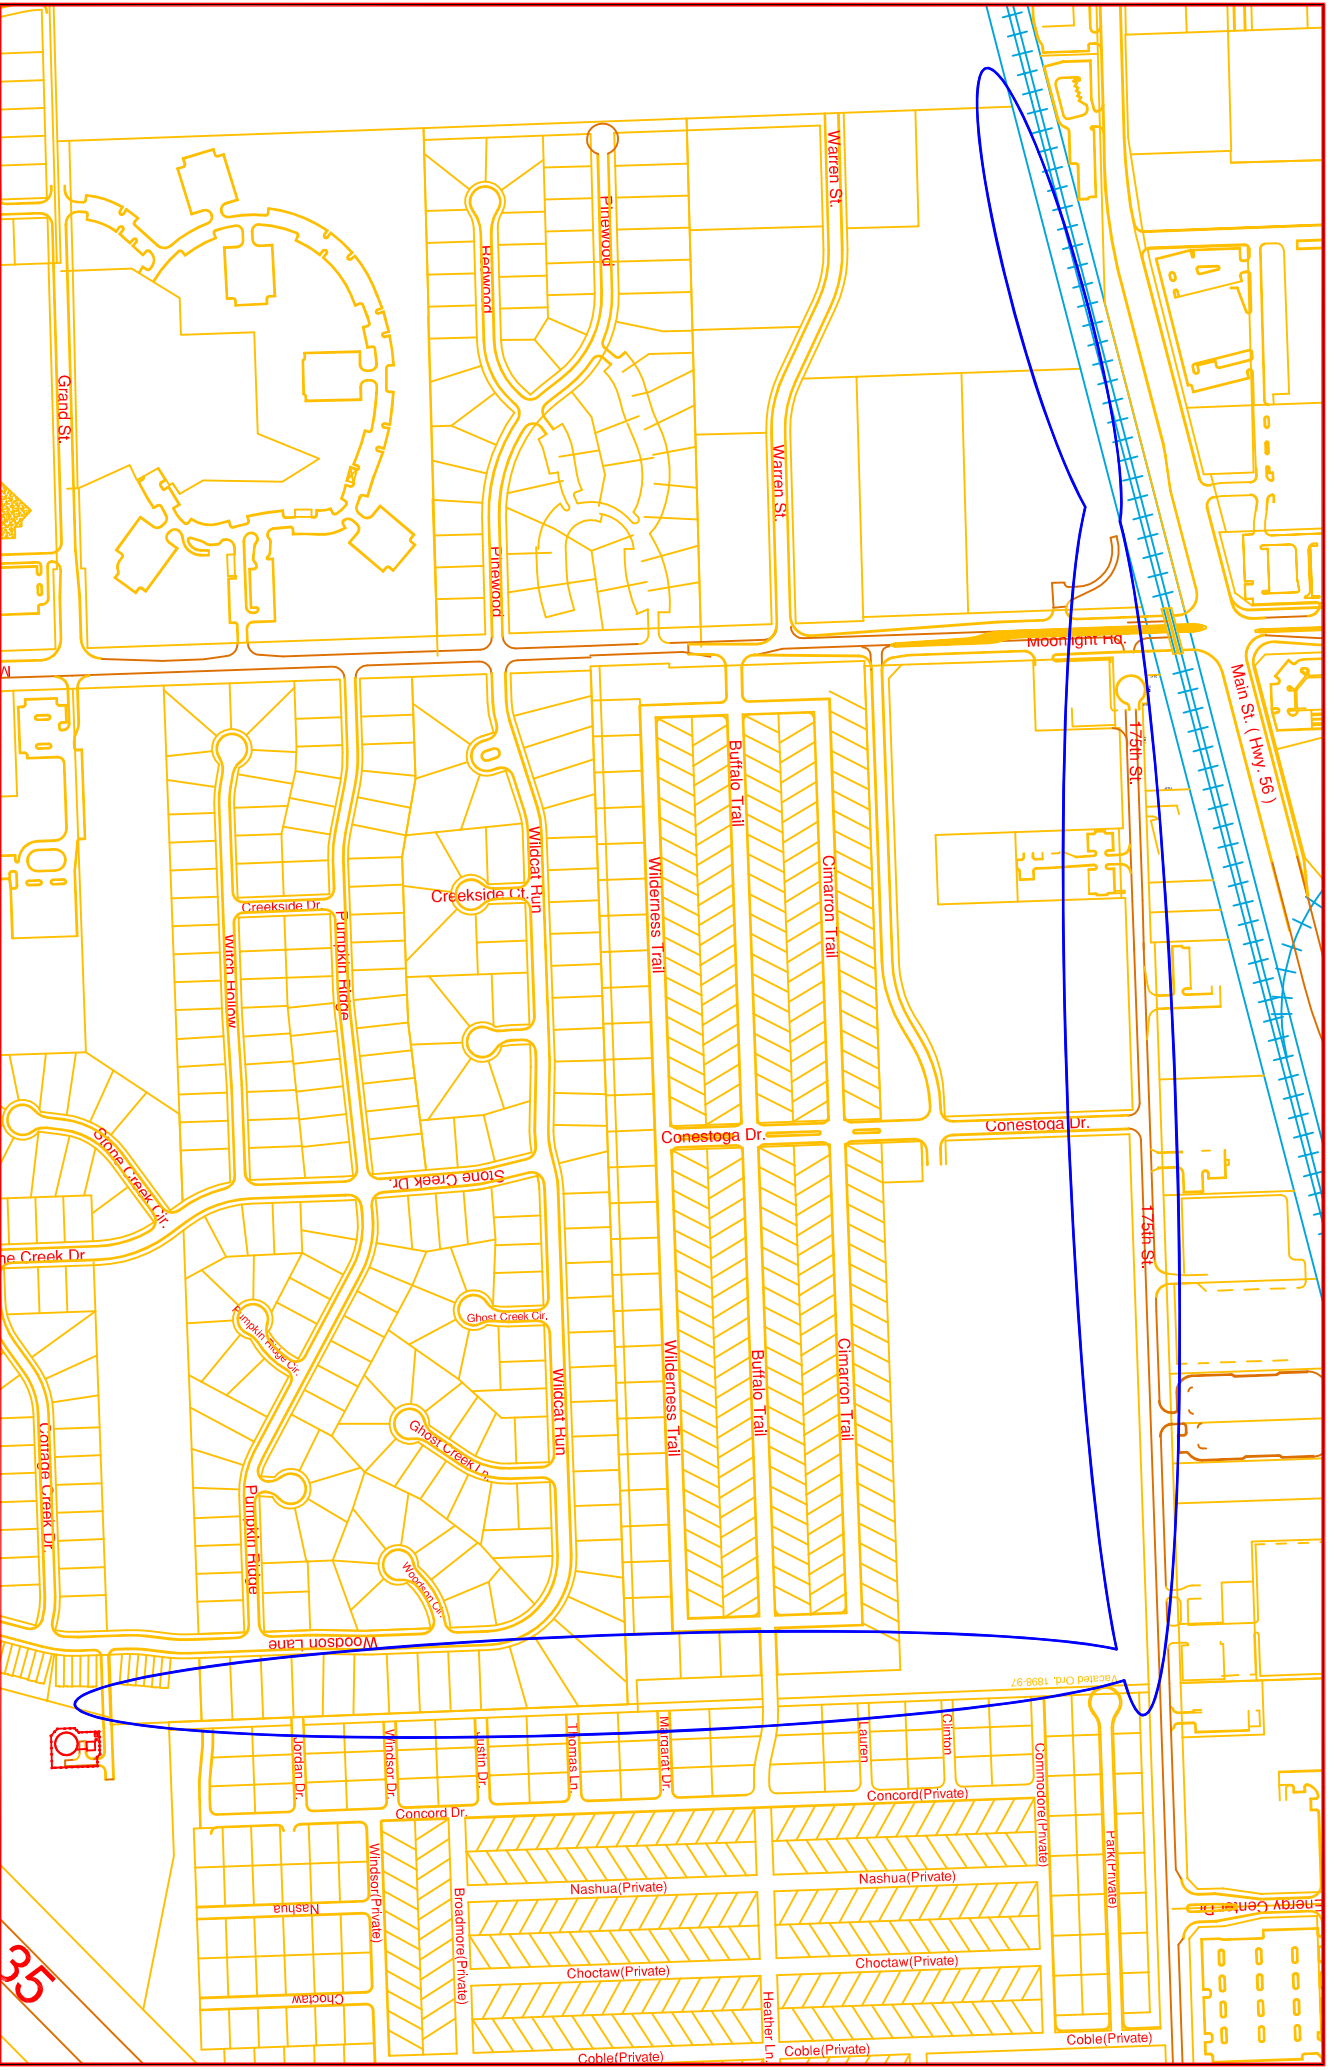 Warren St.
Pinewood
Redwood
Grand St.
Warren St.
Pinewood
Moonlight Rd.
Main St. ( Hwy. 56 )
175th St.
Buffalo Trail
Wildcat Run
Wilderness Trail
Cimarron Trail
Creekside Ct.
Creekside Dr
Pumpkin Ridge
Witch Hollow
Conestoga Dr.
Conestoga Dr.
Stone Creek Cir.
Stone Creek Dr.
175th St.
ne Creek Dr
Pumpkin Ridge Cir.
Ghost Creek Cir.
Wilderness Trail
Buffalo Trail
Cimarron Trail
Wildcat Run
Cottage Creek Dr.
Ghost Creek Ln.
Pumpkin Ridge
Woodson Cir.
Woodson Lane
Vacated Ord. 1898-97
Jordan Dr.
Windsor Dr.
Justin Dr.
Thomas Ln.
Margarat Dr.
Lauren
Clinton
Commodore(Private)
Concord Dr.
Concord(Private)
Park(Private)
Windsor(Private)
Broadmore(Private)
Nashua(Private)
Nashua(Private)
Nashua
Energy Center Dr
35
Choctaw(Private)
Choctaw(Private)
Choctaw
Heather Ln.
Coble(Private)
Coble(Private)
Coble(Private)